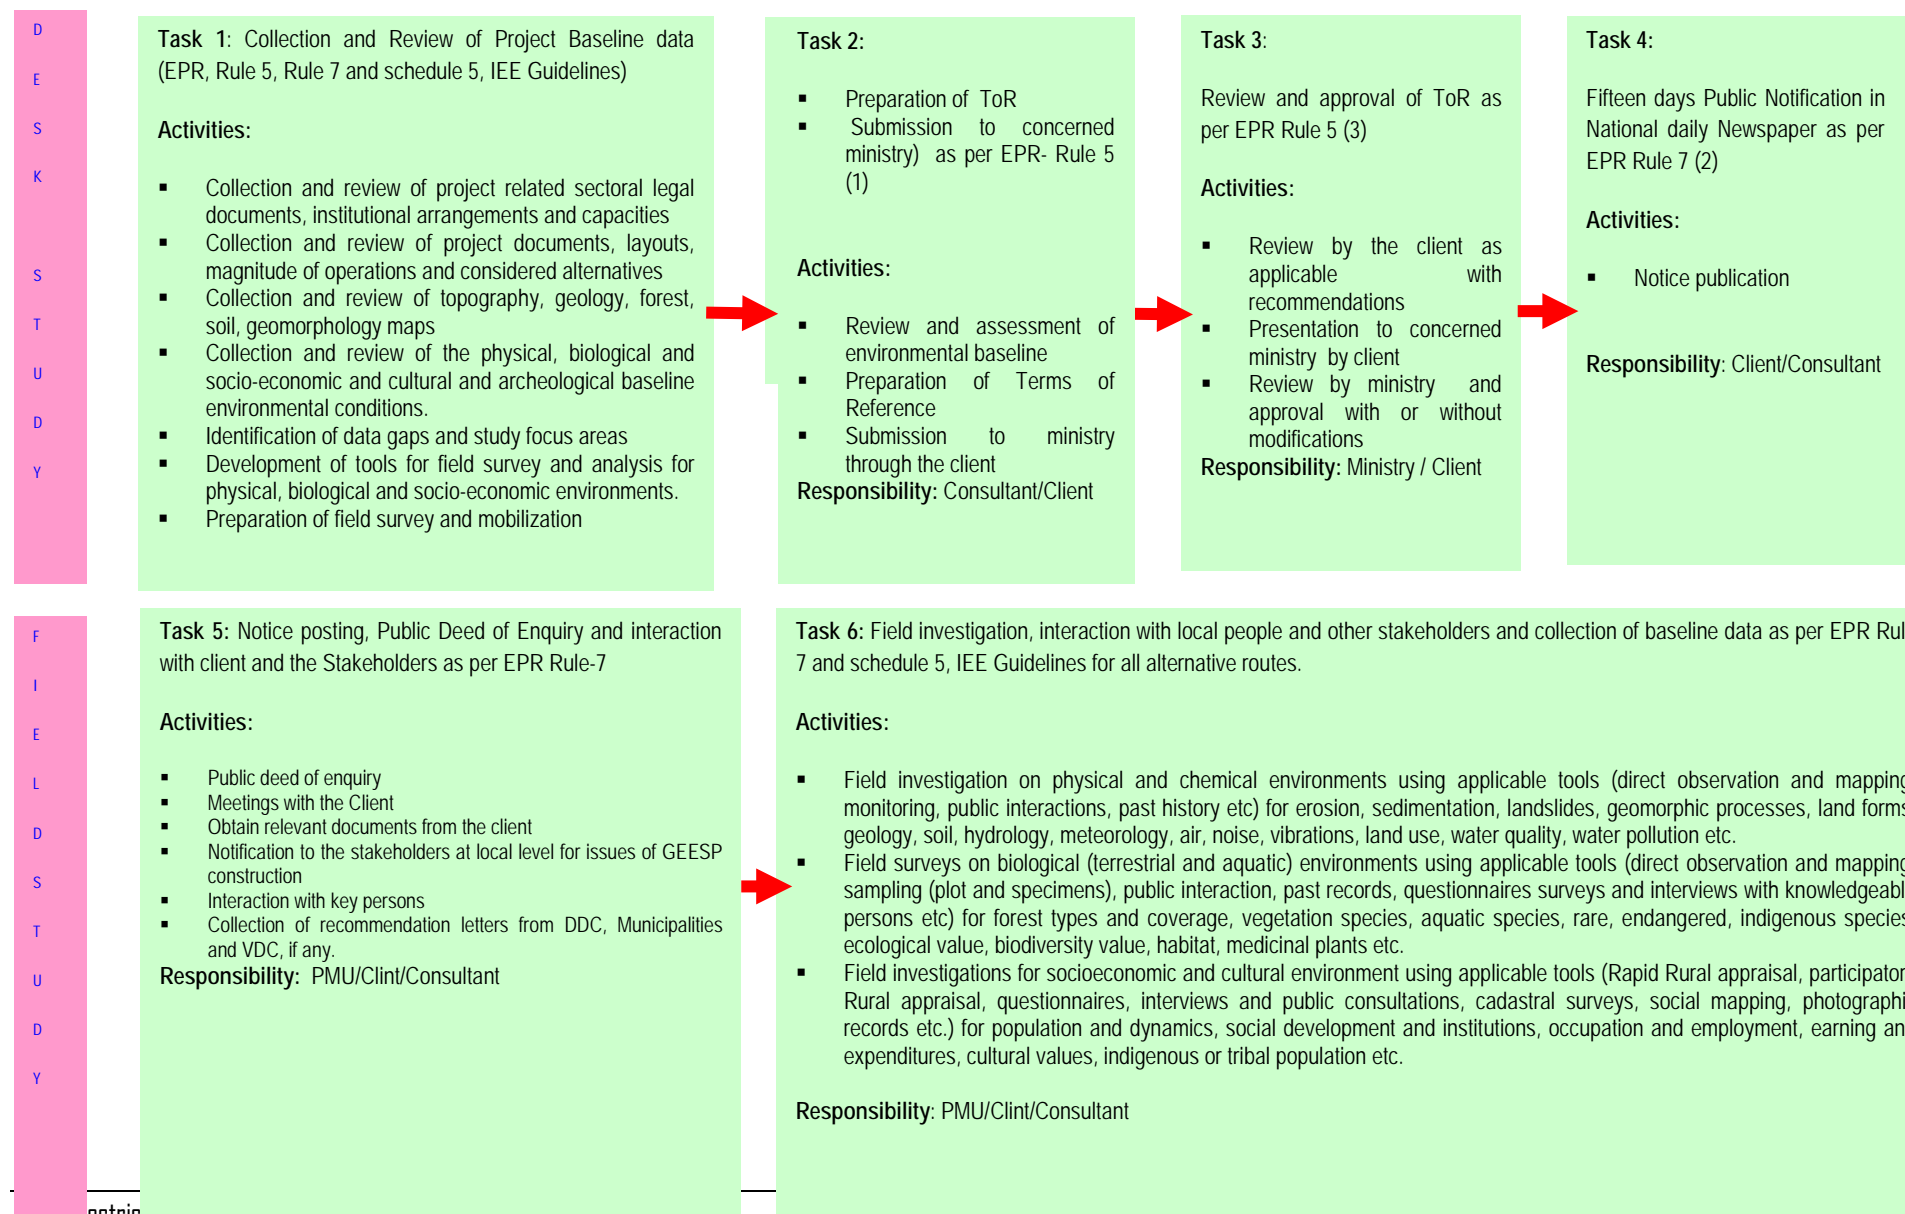 D
E
S
K
S
T
U
D
Y
Task 1: Collection and Review of Project Baseline data
(EPR, Rule 5, Rule 7 and schedule 5, IEE Guidelines)
Activities:
▪ Collection and review of project related sectoral legal
documents, institutional arrangements and capacities
▪ Collection and review of project documents, layouts,
magnitude of operations and considered alternatives
▪ Collection and review of topography, geology, forest,
soil, geomorphology maps
▪ Collection and review of the physical, biological and
socio-economic and cultural and archeological baseline
environmental conditions.
▪ Identification of data gaps and study focus areas
▪ Development of tools for field survey and analysis for
physical, biological and socio-economic environments.
▪ Preparation of field survey and mobilization
Task 2:
▪ Preparation of ToR
▪ Submission to concerned
ministry) as per EPR- Rule 5
(1)
Activities:
▪ Review and assessment of
environmental baseline
▪ Preparation of Terms of
Reference
▪ Submission to ministry
through the client
Responsibility: Consultant/Client
Task 3:
Review and approval of ToR as
per EPR Rule 5 (3)
Activities:
▪ Review by the client as
applicable with
recommendations
▪ Presentation to concerned
ministry by client
▪ Review by ministry and
approval with or without
modifications
Responsibility: Ministry / Client
Task 4:
Fifteen days Public Notification in
National daily Newspaper as per
EPR Rule 7 (2)
Activities:
▪ Notice publication
Responsibility: Client/Consultant
F
I
E
L
D
S
T
U
D
Y
Task 5: Notice posting, Public Deed of Enquiry and interaction
with client and the Stakeholders as per EPR Rule-7
Activities:
▪ Public deed of enquiry
▪ Meetings with the Client
▪ Obtain relevant documents from the client
▪ Notification to the stakeholders at local level for issues of GEESP
construction
▪ Interaction with key persons
▪ Collection of recommendation letters from DDC, Municipalities
and VDC, if any.
Responsibility: PMU/Clint/Consultant
Task 6: Field investigation, interaction with local people and other stakeholders and collection of baseline data as per EPR Rul
7 and schedule 5, IEE Guidelines for all alternative routes.
Activities:
▪ Field investigation on physical and chemical environments using applicable tools (direct observation and mapping
monitoring, public interactions, past history etc) for erosion, sedimentation, landslides, geomorphic processes, land forms
geology, soil, hydrology, meteorology, air, noise, vibrations, land use, water quality, water pollution etc.
▪ Field surveys on biological (terrestrial and aquatic) environments using applicable tools (direct observation and mapping
sampling (plot and specimens), public interaction, past records, questionnaires surveys and interviews with knowledgeabl
persons etc) for forest types and coverage, vegetation species, aquatic species, rare, endangered, indigenous species
ecological value, biodiversity value, habitat, medicinal plants etc.
▪ Field investigations for socioeconomic and cultural environment using applicable tools (Rapid Rural appraisal, participator
Rural appraisal, questionnaires, interviews and public consultations, cadastral surveys, social mapping, photographi
records etc.) for population and dynamics, social development and institutions, occupation and employment, earning an
expenditures, cultural values, indigenous or tribal population etc.
Responsibility: PMU/Clint/Consultant